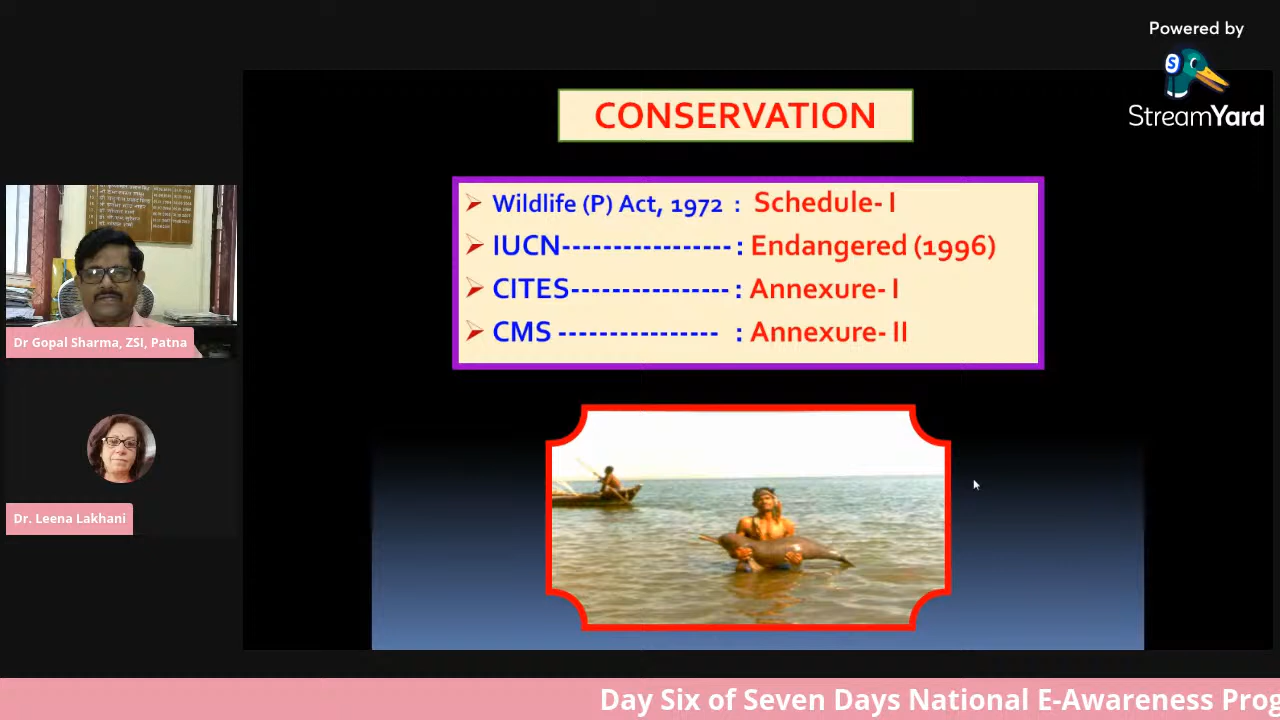 Powered by
StreamYard
CONSERVATION
Wildlife (P) Act, 1972 : Schedule- I
IUCN---------------- : Endangered (1996)
CITES---------------- : Annexure- I
CMS ---------------- : Annexure- II
Dr Gopal Sharma, ZSI, Patna
Dr. Leena Lakhani
Day Six of Seven Days National E-Awareness Prog